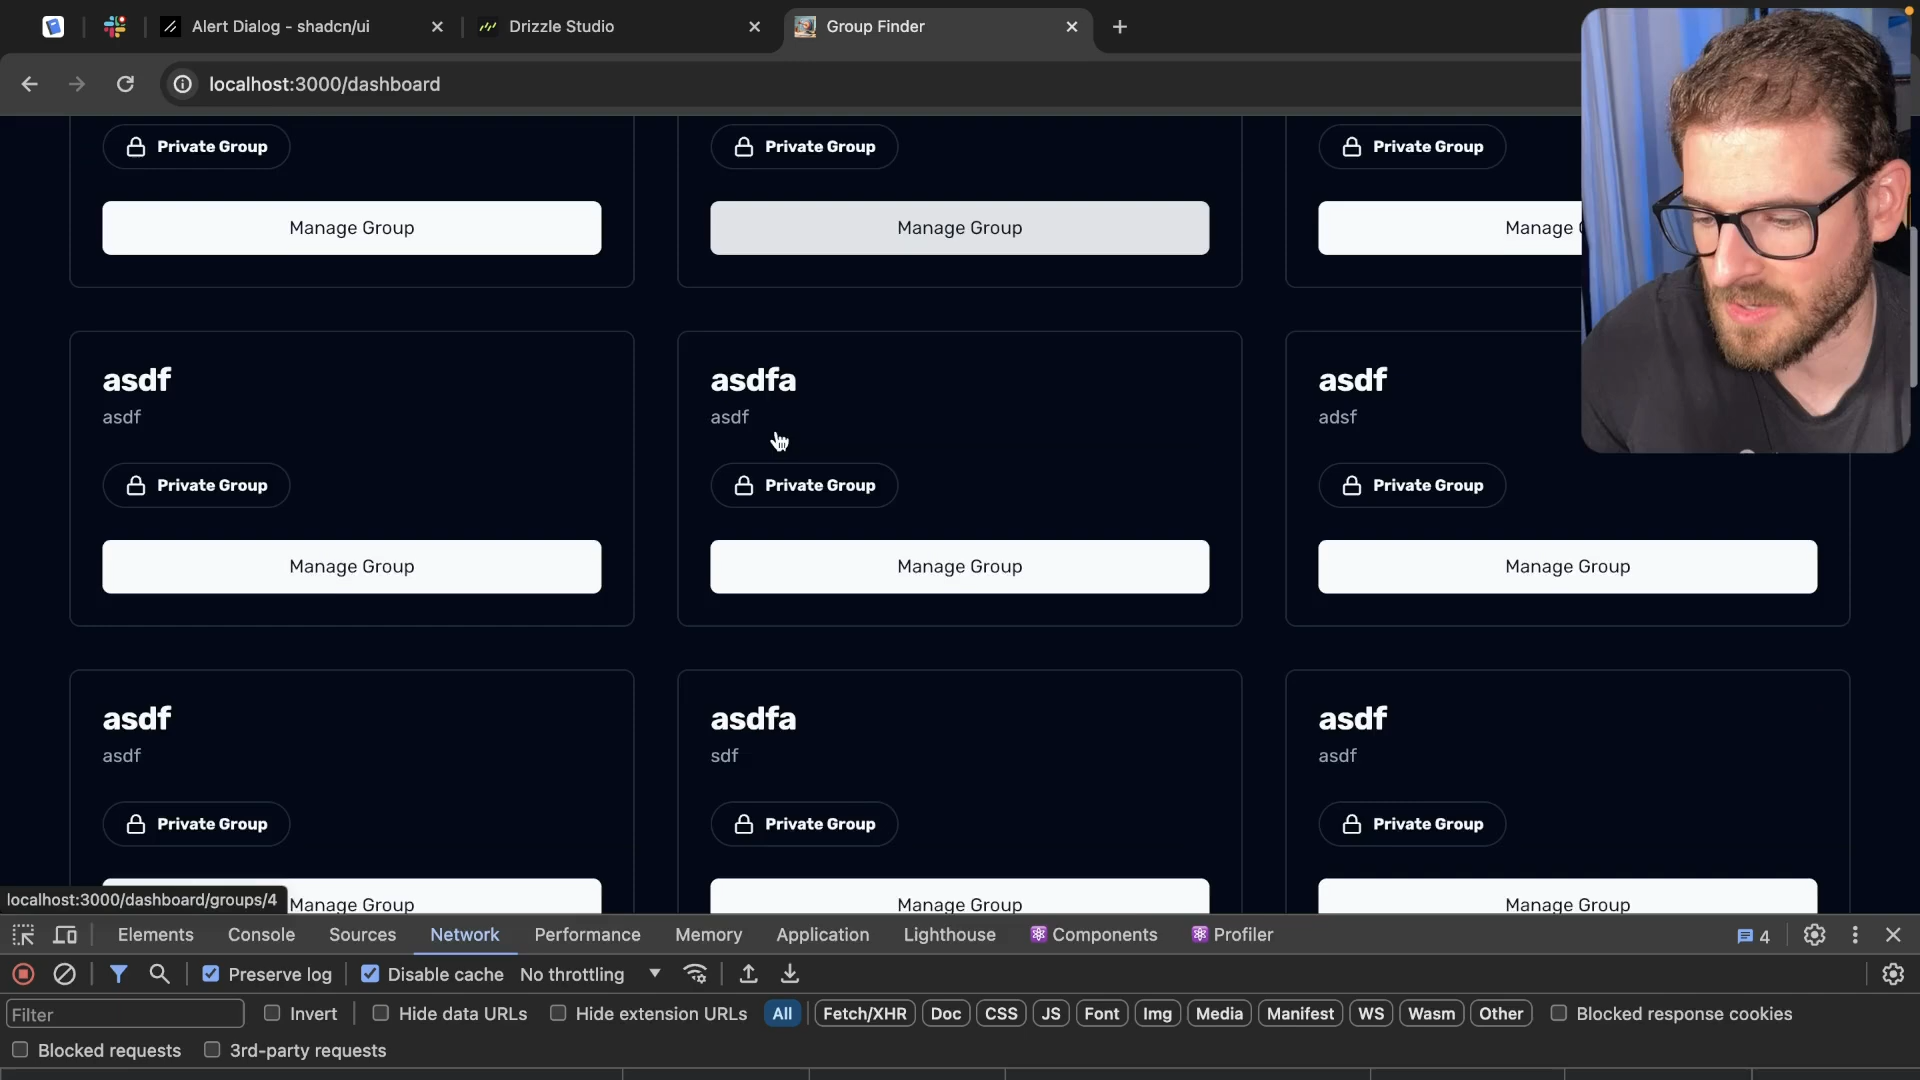 Alert Dialog - shadcn/ui
Drizzle Studio
Group Finder
localhost:3000/dashboard
Private Group
Private Group
Private Group
Manage Group
Manage Group
Manage
asdf
asdf
Private Group
Manage Group
asdfa
asdf
Private Group
Manage Group
asdf
adsf
Private Group
Manage Group
asdf
asdf
Private Group
Manage Group
asdfa
sdf
Private Group
Manage Group
asdf
asdf
Private Group
Manage Group
localhost:3000/dashboard/groups/4
Elements Console Sources Network Performance Memory Application Lighthouse Components Profiler 4
Preserve log Disable cache No throttling
Filter Invert Hide data URLs Hide extension URLs All Fetch/XHR Doc CSS JS Font Img Media Manifest WS Wasm Other Blocked response cookies
Blocked requests 3rd-party requests